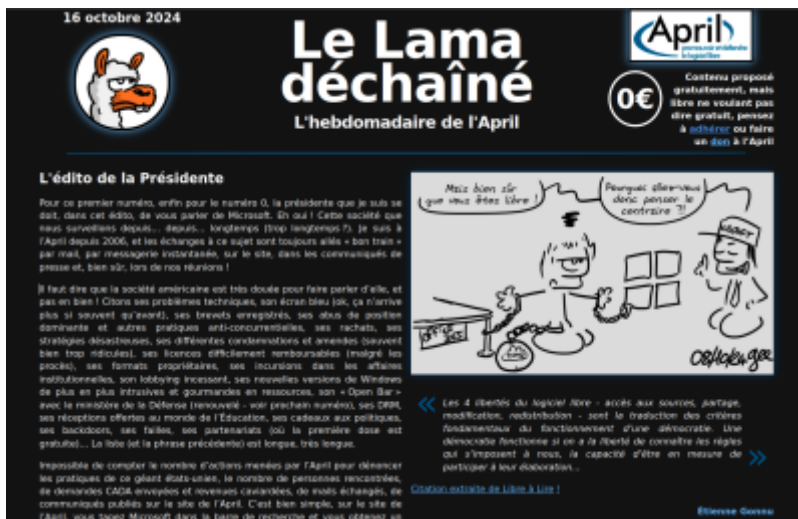 16 octobre 2024
Le Lama
déchaîné
L'hebdomadaire de l'April
April
0€
Contenu proposé
gratuitement, mais
libre ne voulant pas
dire gratuit, pensez
à adhérer ou faire
un don à l'April
L'édito de la Présidente
Pour ce premier numéro, enfin pour le numéro 0, la présidente que je suis se
doit, dans cet édito, de vous parler de Microsoft. Eh oui ! Cette société que
nous surveillons depuis... depuis... longtemps (trop longtemps ?). Je suis à
l'April depuis 2006, et les échanges à ce sujet sont toujours allés « bon train »
par mail, par messagerie instantanée, sur le site, dans les communiqués de
presse et, bien sûr, lors de nos réunions !
Il faut dire que la société américaine est très douée pour faire parler d'elle, et
pas en bien ! Citons ses problèmes techniques, son écran bleu (ok, ça n'arrive
plus si souvent qu'avant), ses brevets enregistrés, ses abus de position
dominante et autres pratiques anti-concurrentielles, ses rachats, ses
stratégies désastreuses, ses différentes condamnations et amendes (souvent
bien trop ridicules), ses licences difficilement remboursables (malgré les
procès), ses formats propriétaires, ses incursions dans les affaires
institutionnelles, son lobbying incessant, ses nouvelles versions de Windows
de plus en plus intrusives et gourmandes en ressources, son « Open Bar »
avec le ministère de la Défense (renouvelé - voir prochain numéro), ses DRM,
ses réceptions offertes au monde de l'Éducation, ses cadeaux aux politiques,
ses backdoors, ses failles, ses partenariats (où la première dose est
gratuite)... La liste (et la phrase précédente) est longue, très longue.
Impossible de compter le nombre d'actions menées par l'April pour dénoncer
les pratiques de ce géant états-unien, le nombre de personnes rencontrées,
de demandes CADA envoyées et revenues caviardées, de mails échangés, de
communiqués publiés sur le site de l'April. C'est bien simple, sur le site de
l'April, vous tapez Microsoft dans la barre de recherche et vous obtenez un
Mais bien sûr
que vous êtes libre !
Pourquoi allez-vous
donc penser le
contraire ?!
office
365
« Les 4 libertés du logiciel libre - accès aux sources, partage,
modification, redistribution - sont la traduction des critères
fondamentaux du fonctionnement d'une démocratie. Une
démocratie fonctionne si on a la liberté de connaître les règles
qui s'imposent à nous, la capacité d'être en mesure de
participer à leur élaboration... »
Citation extraite de Libre à Lire !
Étienne Gonnu